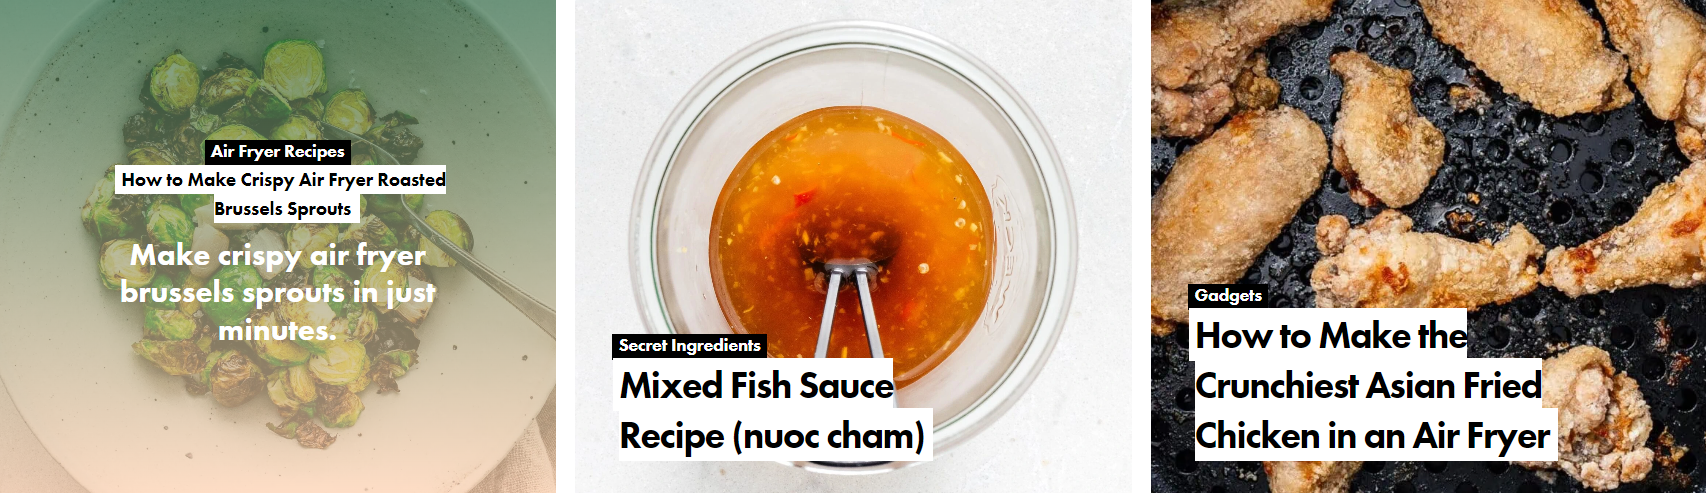 Air Fryer Recipes
How to Make Crispy Air Fryer Roasted
Brussels Sprouts
Make crispy air fryer
brussels sprouts in just
minutes.
Secret Ingredients
Mixed Fish Sauce
Recipe (nuoc cham)
Gadgets
How to Make the
Crunchiest Asian Fried
Chicken in an Air Fryer